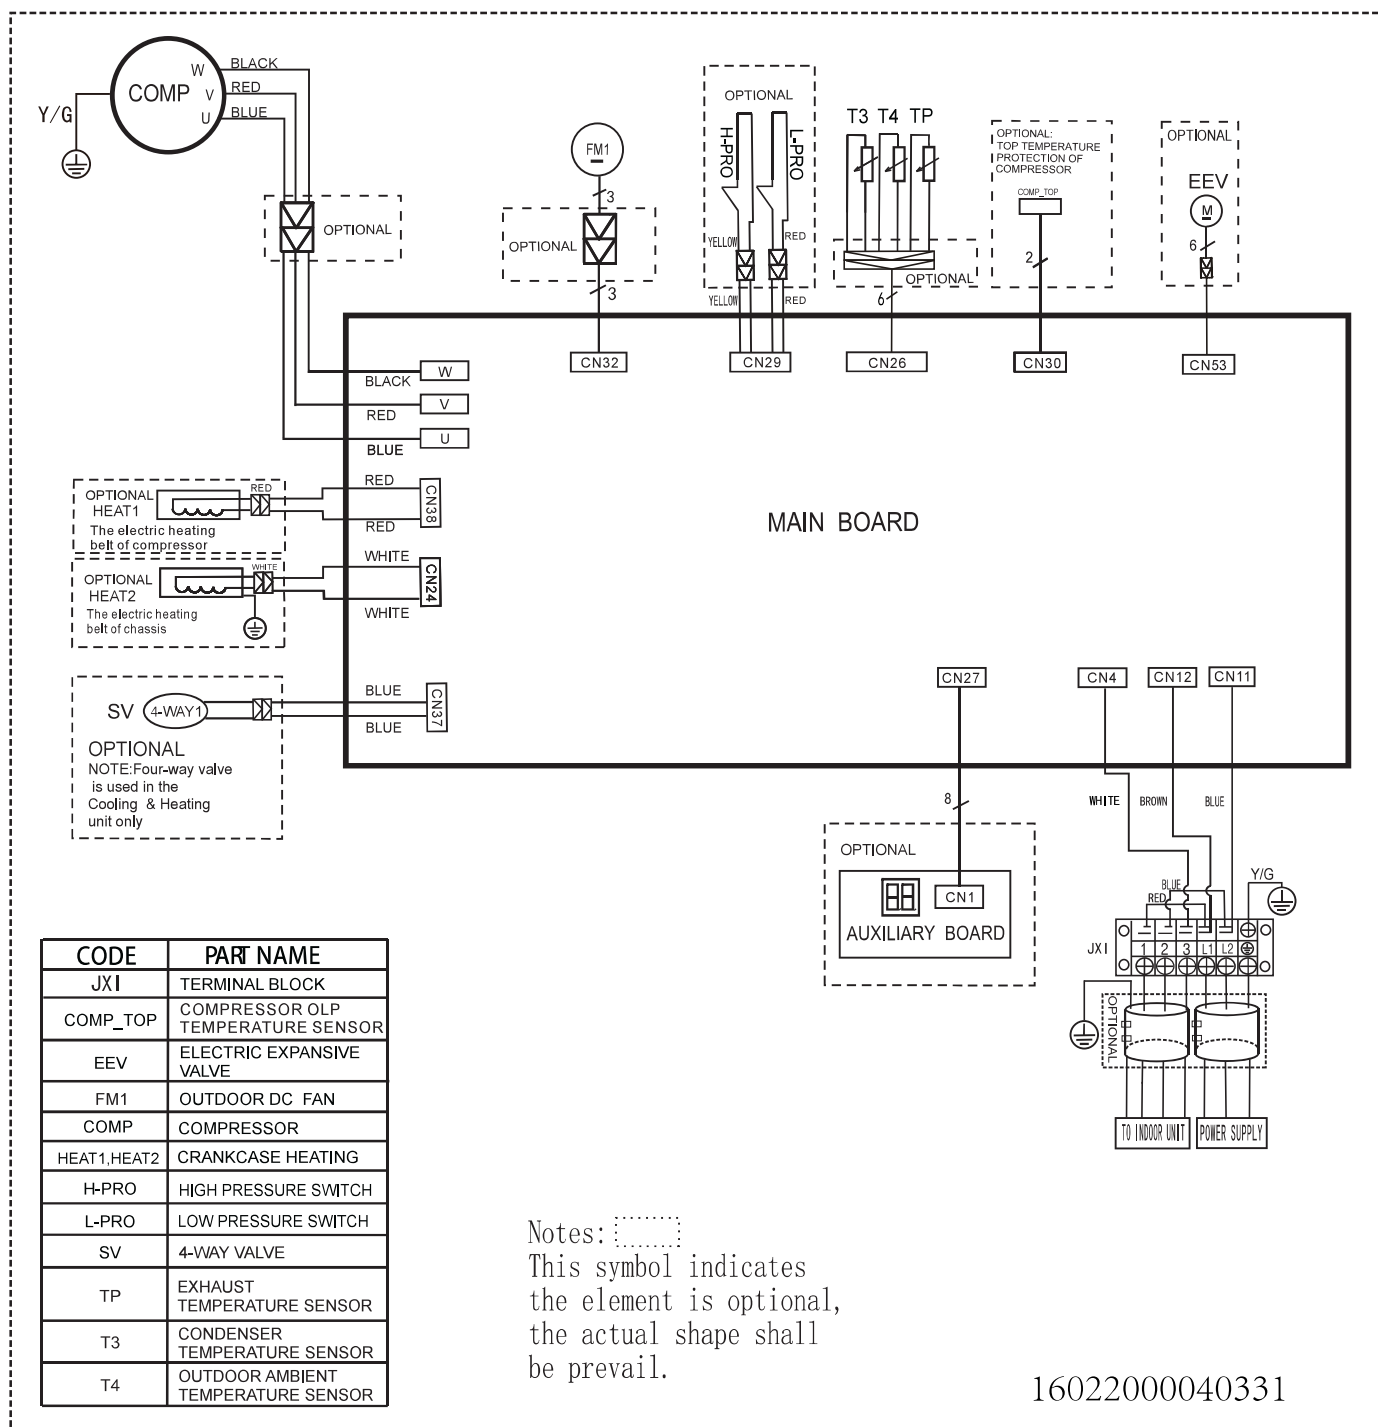 COMP
W
V
U
BLACK
RED
BLUE
Y/G
OPTIONAL
FM1
3
OPTIONAL
3
OPTIONAL
H-PRO
L-PRO
YELLOW
RED
YELLOW
RED
T3 T4 TP
OPTIONAL
6
OPTIONAL:
TOP TEMPERATURE
PROTECTION OF
COMPRESSOR
COMP_TOP
2
OPTIONAL
EEV
M
6
CN32
CN29
CN26
CN30
CN53
BLACK
W
RED
V
BLUE
U
OPTIONAL
HEAT1
RED
The electric heating
belt of compressor
RED
RED
CN38
OPTIONAL
HEAT2
WHITE
The electric heating
belt of chassis
WHITE
WHITE
CN24
MAIN BOARD
SV
4-WAY1
OPTIONAL
NOTE:Four-way valve
is used in the
Cooling & Heating
unit only
BLUE
BLUE
CN37
CN27
CN4
CN12
CN11
8
WHITE
BROWN
BLUE
OPTIONAL
CN1
AUXILIARY BOARD
BLUE
RED
Y/G
JXI
1 2 3 L1 L2
OPTIONAL
TO INDOOR UNIT
POWER SUPPLY
CODE PART NAME
JXI TERMINAL BLOCK
COMP_TOP COMPRESSOR OLP
TEMPERATURE SENSOR
EEV ELECTRIC EXPANSIVE
VALVE
FM1 OUTDOOR DC FAN
COMP COMPRESSOR
HEAT1,HEAT2 CRANKCASE HEATING
H-PRO HIGH PRESSURE SWITCH
L-PRO LOW PRESSURE SWITCH
SV 4-WAY VALVE
TP EXHAUST
TEMPERATURE SENSOR
T3 CONDENSER
TEMPERATURE SENSOR
T4 OUTDOOR AMBIENT
TEMPERATURE SENSOR
Notes:
This symbol indicates
the element is optional,
the actual shape shall
be prevail.
16022000040331